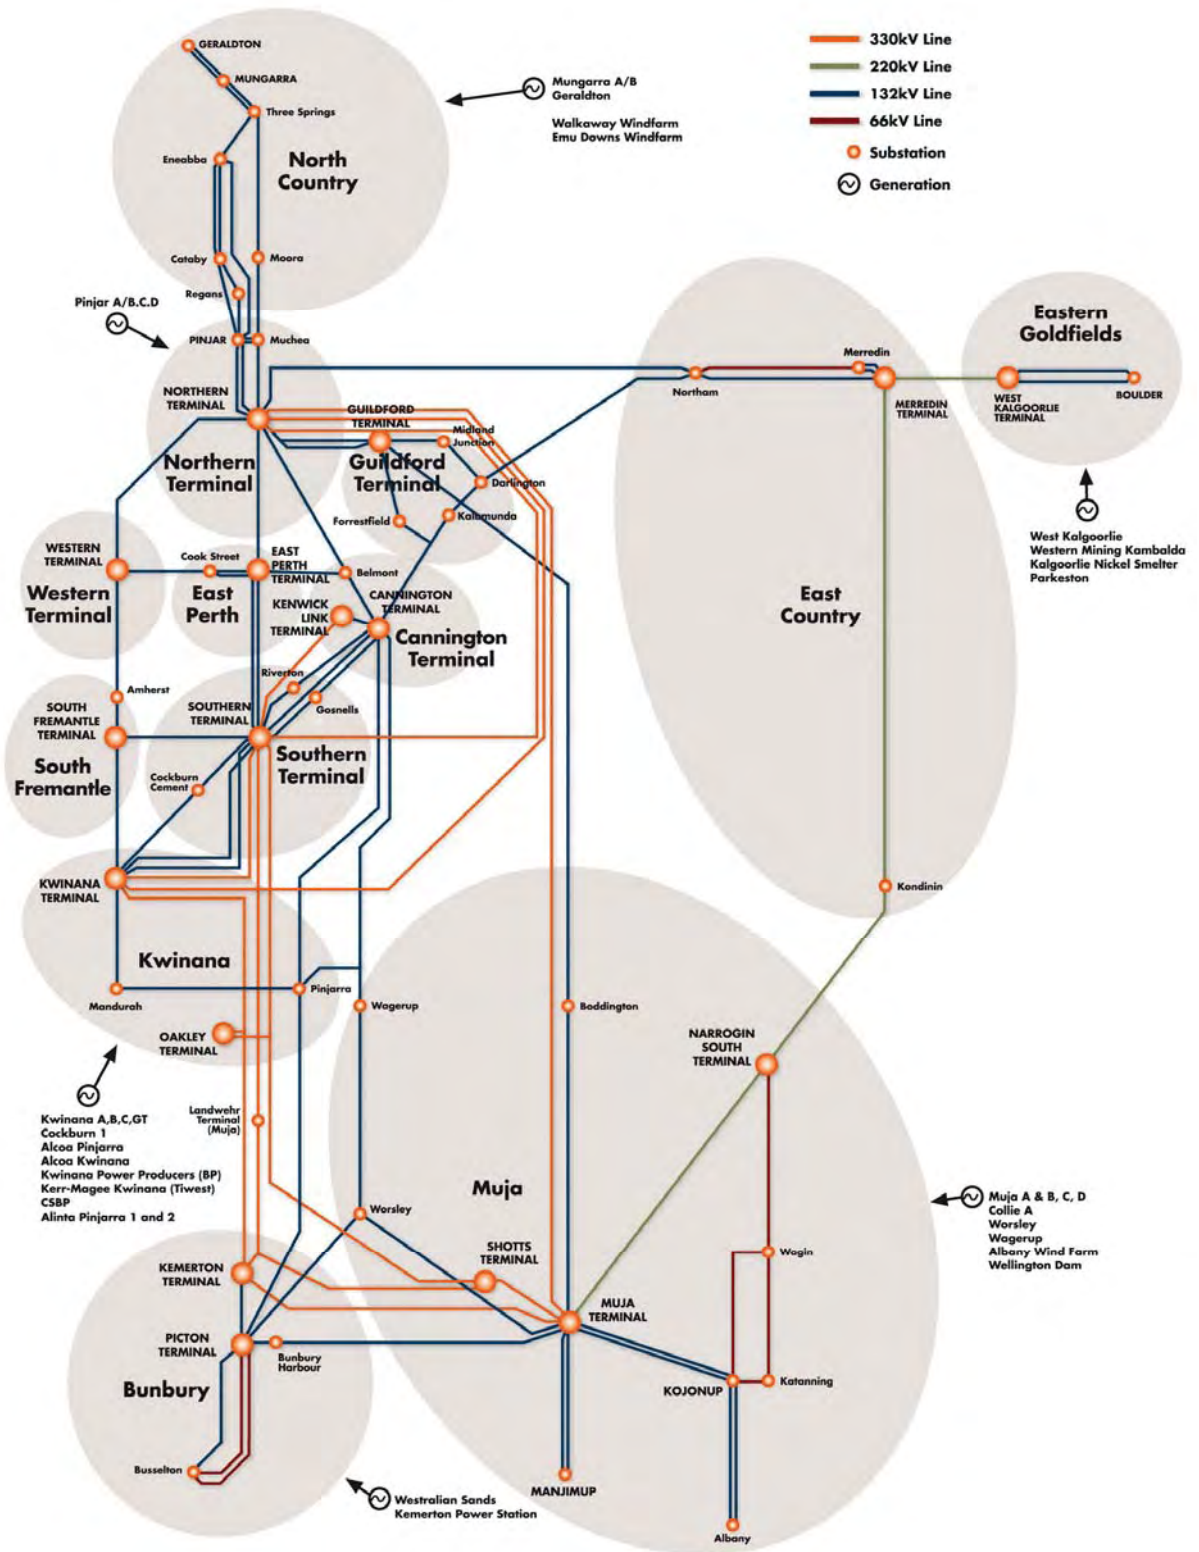 GERALDTON
MUNGARRA
Three Springs
Eneabba
North
Country
Cataby
Moora
Regans
PINJAR
Muchea
Mungarra A/B
Geraldton
Walkaway Windfarm
Emu Downs Windfarm
330kV Line
220kV Line
132kV Line
66kV Line
Substation
Generation
Pinjar A/B.C.D
NORTHERN
TERMINAL
Northern
Terminal
GUILDFORD
TERMINAL
Midland
Junction
Guildford
Terminal
Darlington
Forrestfield
Kalamunda
Northam
Merredin
MERREDIN
TERMINAL
Eastern
Goldfields
WEST
KALGOORLIE
TERMINAL
BOULDER
West Kalgoorlie
Western Mining Kambalda
Kalgoorlie Nickel Smelter
Parkeston
WESTERN
TERMINAL
Western
Terminal
Cook Street
EAST
PERTH
TERMINAL
East
Perth
Belmont
KENWICK
LINK
TERMINAL
CANNINGTON
TERMINAL
Cannington
Terminal
East
Country
Amherst
SOUTH
FREMANTLE
TERMINAL
South
Fremantle
SOUTHERN
TERMINAL
Riverton
Gosnells
Southern
Terminal
Cockburn
Cement
KWINANA
TERMINAL
Kwinana
Mandurah
Pinjarra
OAKLEY
TERMINAL
Wagerup
Boddington
Kondinin
NARROGIN
SOUTH
TERMINAL
Kwinana A,B,C,GT
Cockburn 1
Alcoa Pinjarra
Alcoa Kwinana
Kwinana Power Producers (BP)
Kerr-Magee Kwinana (Tiwest)
CSBP
Alinta Pinjarra 1 and 2
Landwehr
Terminal
(Muja)
Muja
Worsley
SHOTTS
TERMINAL
Wagin
Muja A & B, C, D
Collie A
Worsley
Wagerup
Albany Wind Farm
Wellington Dam
KEMERTON
TERMINAL
MUJA
TERMINAL
PICTON
TERMINAL
Bunbury
Harbour
Bunbury
KOJONUP
Katanning
Busselton
MANJIMUP
Albany
Westralian Sands
Kemerton Power Station